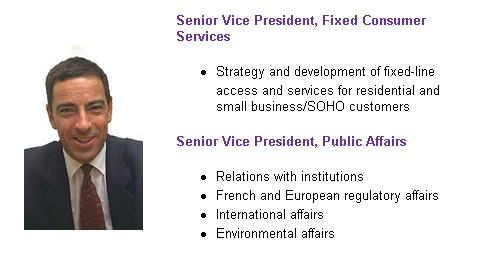 Senior Vice President, Fixed Consumer
Services
• Strategy and development of fixed-line
access and services for residential and
small business/SOHO customers
Senior Vice President, Public Affairs
• Relations with institutions
• French and European regulatory affairs
• International affairs
• Environmental affairs